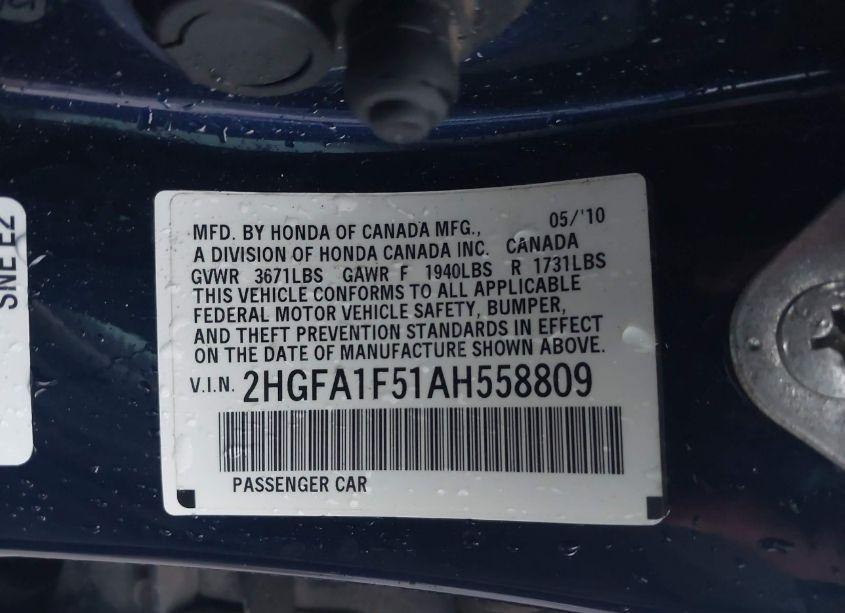 MFD. BY HONDA OF CANADA MFG., 05/'10
A DIVISION OF HONDA CANADA INC. CANADA
GVWR 3671LBS GAWR F 1940LBS R 1731LBS
THIS VEHICLE CONFORMS TO ALL APPLICABLE
FEDERAL MOTOR VEHICLE SAFETY, BUMPER,
AND THEFT PREVENTION STANDARDS IN EFFECT
ON THE DATE OF MANUFACTURE SHOWN ABOVE.
V.I.N. 2HGFA1F51AH558809
PASSENGER CAR
SNE E2